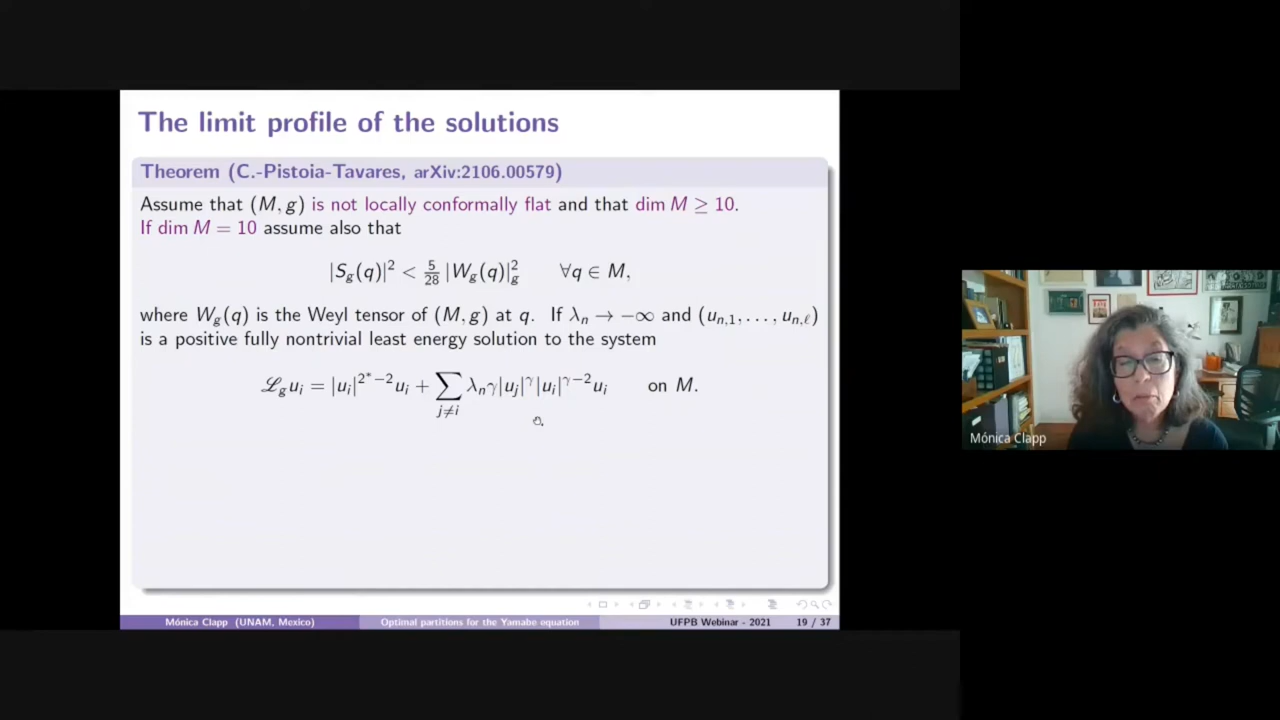 The limit profile of the solutions
Theorem (C.-Pistoia-Tavares, arXiv:2106.00579)
Assume that (M, g) is not locally conformally flat and that dim M ≥ 10.
If dim M = 10 assume also that
|S_g(q)|^2 < 5/28 |W_g(q)|_g^2 ∀q ∈ M,
where W_g(q) is the Weyl tensor of (M, g) at q. If λ_n → −∞ and (u_{n,1}, . . . , u_{n,ℓ})
is a positive fully nontrivial least energy solution to the system
ℒ_g u_i = |u_i|^{2*−2} u_i + ∑_{j≠i} λ_n γ|u_j|^γ |u_i|^{γ−2} u_i on M.
Mónica Clapp
Mónica Clapp (UNAM, Mexico) Optimal partitions for the Yamabe equation UFPB Webinar - 2021 19 / 37